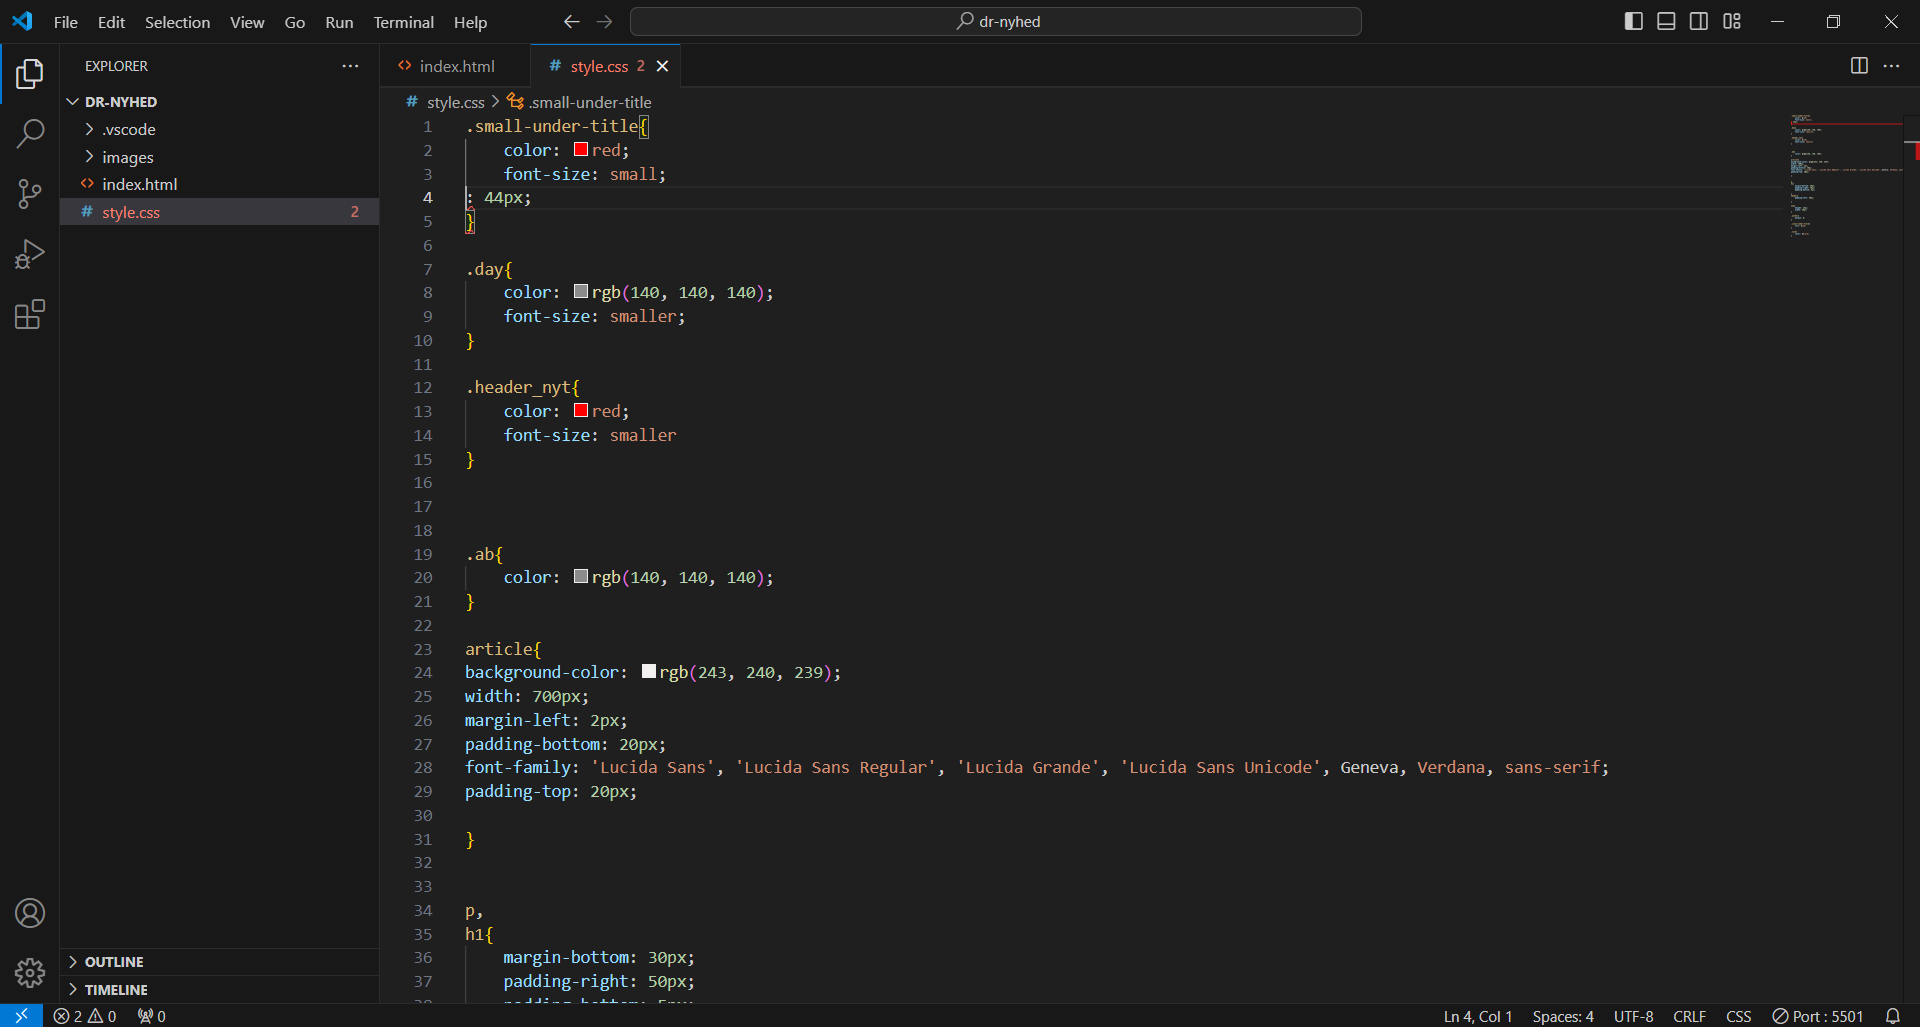 File Edit Selection View Go Run Terminal Help
dr-nyhed
EXPLORER
DR-NYHED
.vscode
images
index.html
style.css 2
OUTLINE
TIMELINE
index.html
style.css 2
style.css > .small-under-title
1 .small-under-title{
2 color: red;
3 font-size: small;
4 : 44px;
5 }
6
7 .day{
8 color: rgb(140, 140, 140);
9 font-size: smaller;
10 }
11
12 .header_nyt{
13 color: red;
14 font-size: smaller
15 }
16
17
18
19 .ab{
20 color: rgb(140, 140, 140);
21 }
22
23 article{
24 background-color: rgb(243, 240, 239);
25 width: 700px;
26 margin-left: 2px;
27 padding-bottom: 20px;
28 font-family: 'Lucida Sans', 'Lucida Sans Regular', 'Lucida Grande', 'Lucida Sans Unicode', Geneva, Verdana, sans-serif;
29 padding-top: 20px;
30
31 }
32
33
34 p,
35 h1{
36 margin-bottom: 30px;
37 padding-right: 50px;
38 padding-bottom: 5px;
2 0 0
Ln 4, Col 1 Spaces: 4 UTF-8 CRLF CSS Port : 5501